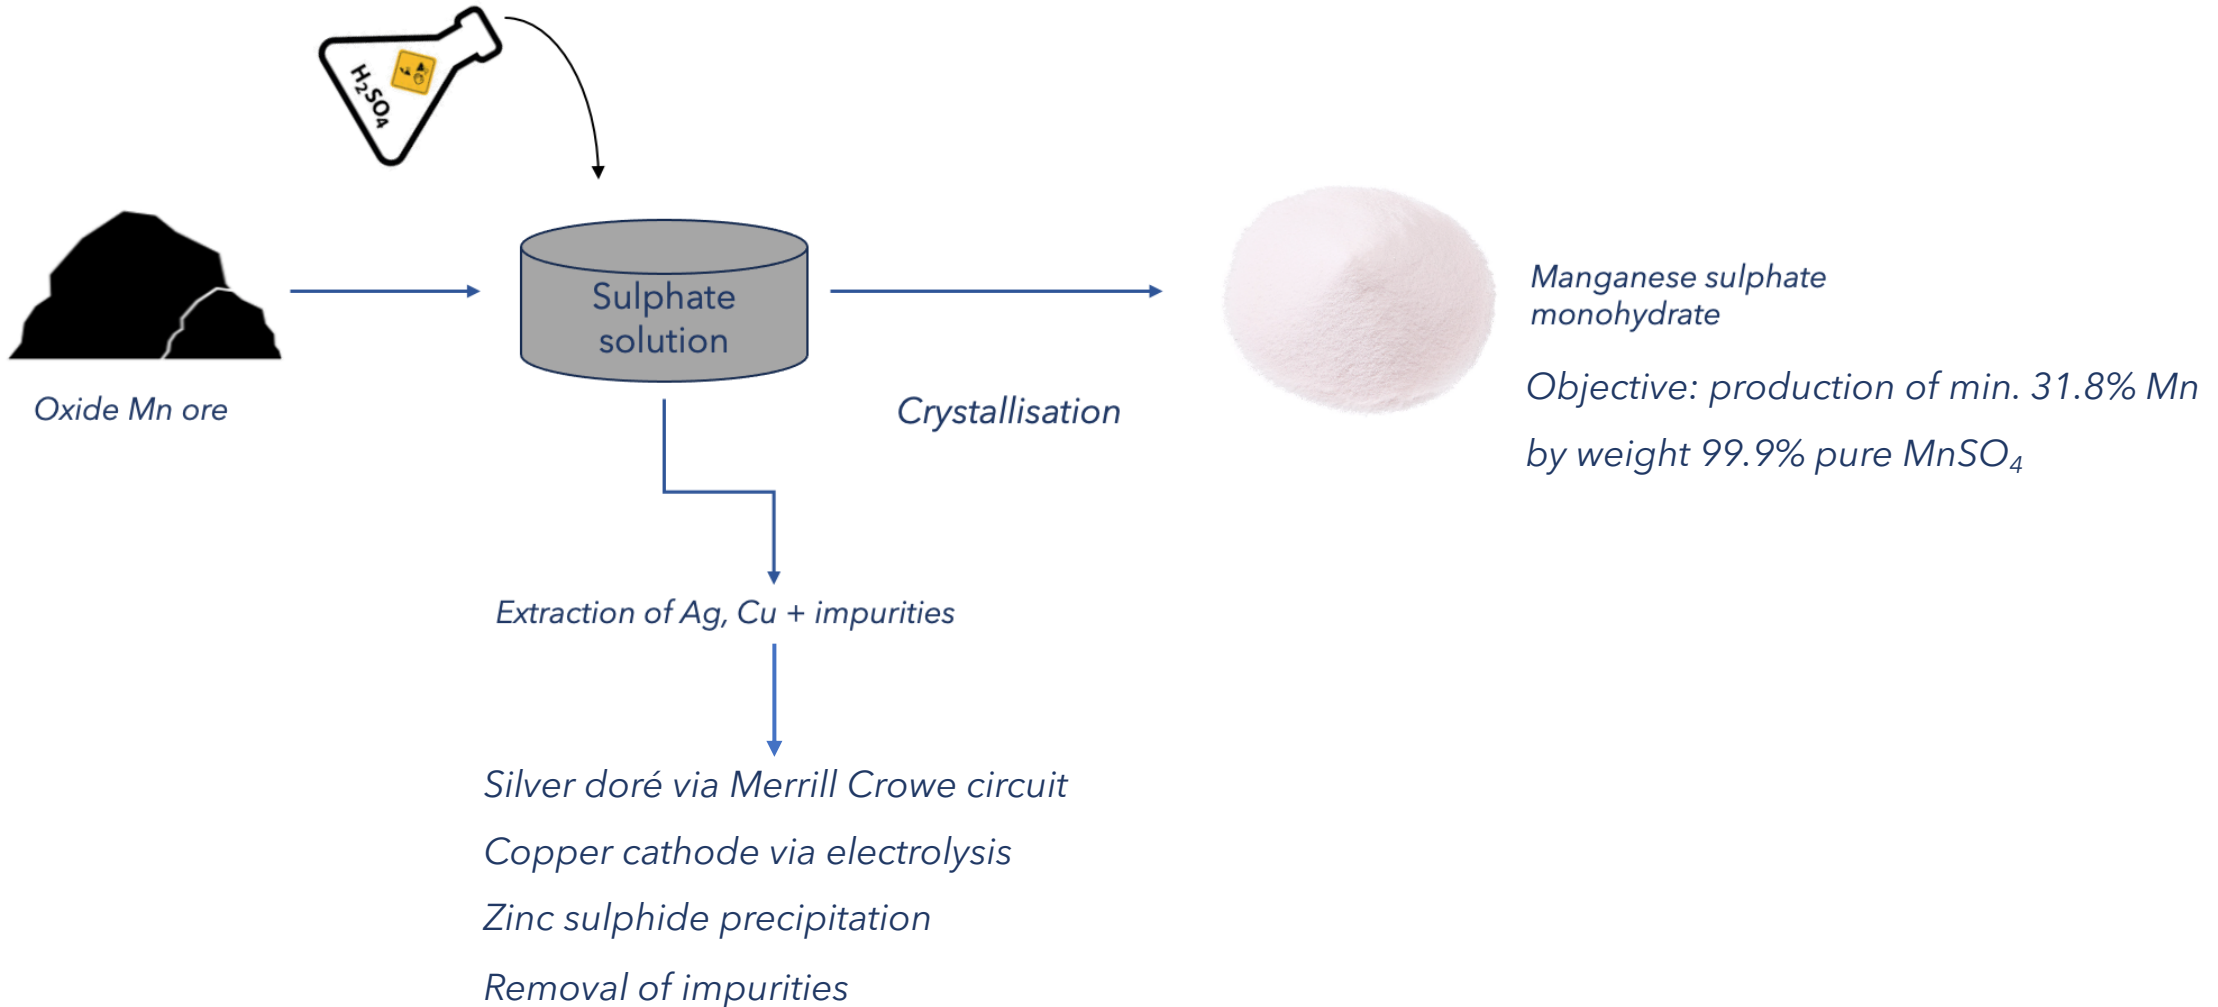 H₂SO₄
Sulphate
solution
Oxide Mn ore
Crystallisation
Manganese sulphate
monohydrate
Objective: production of min. 31.8% Mn
by weight 99.9% pure MnSO₄
Extraction of Ag, Cu + impurities
Silver doré via Merrill Crowe circuit
Copper cathode via electrolysis
Zinc sulphide precipitation
Removal of impurities